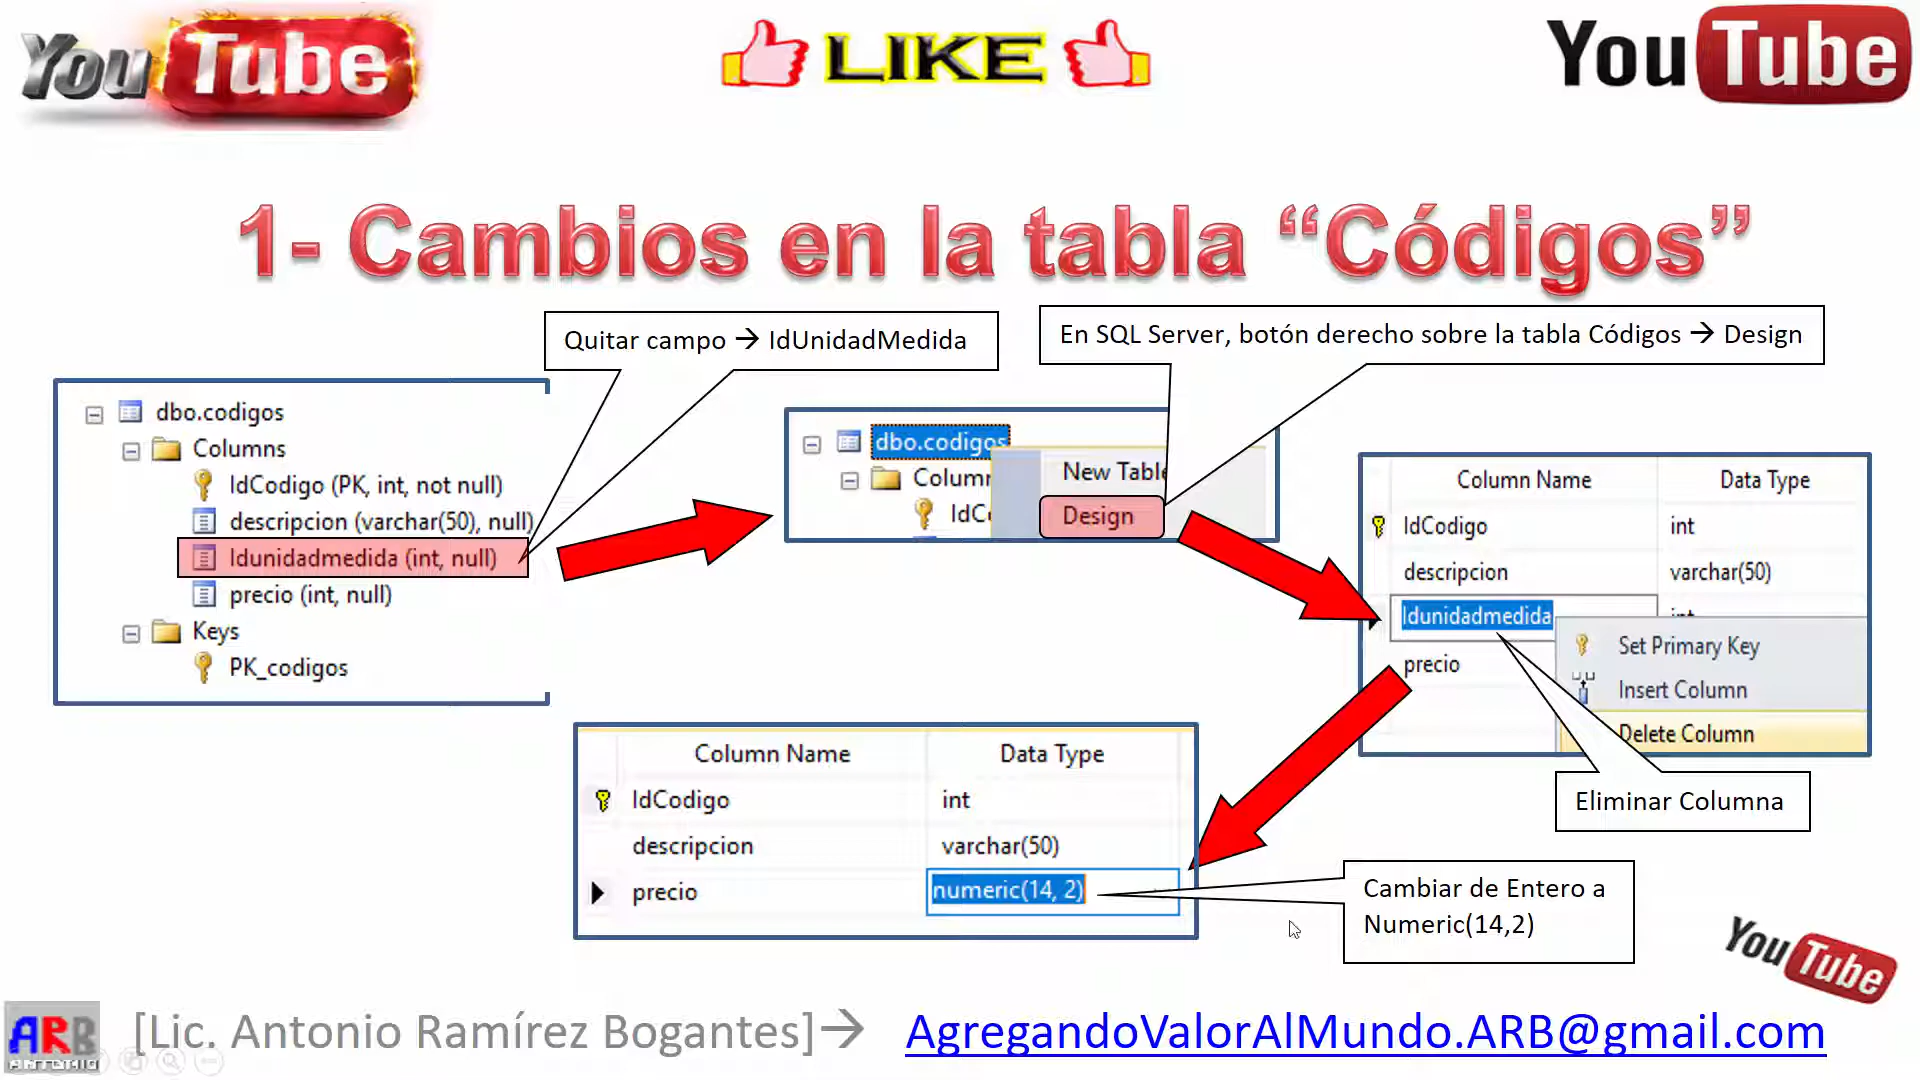 YouTube
LIKE
YouTube
1- Cambios en la tabla “Códigos”
Quitar campo → IdUnidadMedida
En SQL Server, botón derecho sobre la tabla Códigos → Design
dbo.codigos
Columns
IdCodigo (PK, int, not null)
descripcion (varchar(50), null)
Idunidadmedida (int, null)
precio (int, null)
Keys
PK_codigos
dbo.codigos
Column
IdCo
New Table
Design
Column Name Data Type
IdCodigo int
descripcion varchar(50)
Idunidadmedida int
precio
Set Primary Key
Insert Column
Delete Column
Eliminar Columna
Column Name Data Type
IdCodigo int
descripcion varchar(50)
precio numeric(14, 2)
Cambiar de Entero a
Numeric(14,2)
YouTube
ARB
ANTONIO
[Lic. Antonio Ramírez Bogantes]→ AgregandoValorAlMundo.ARB@gmail.com